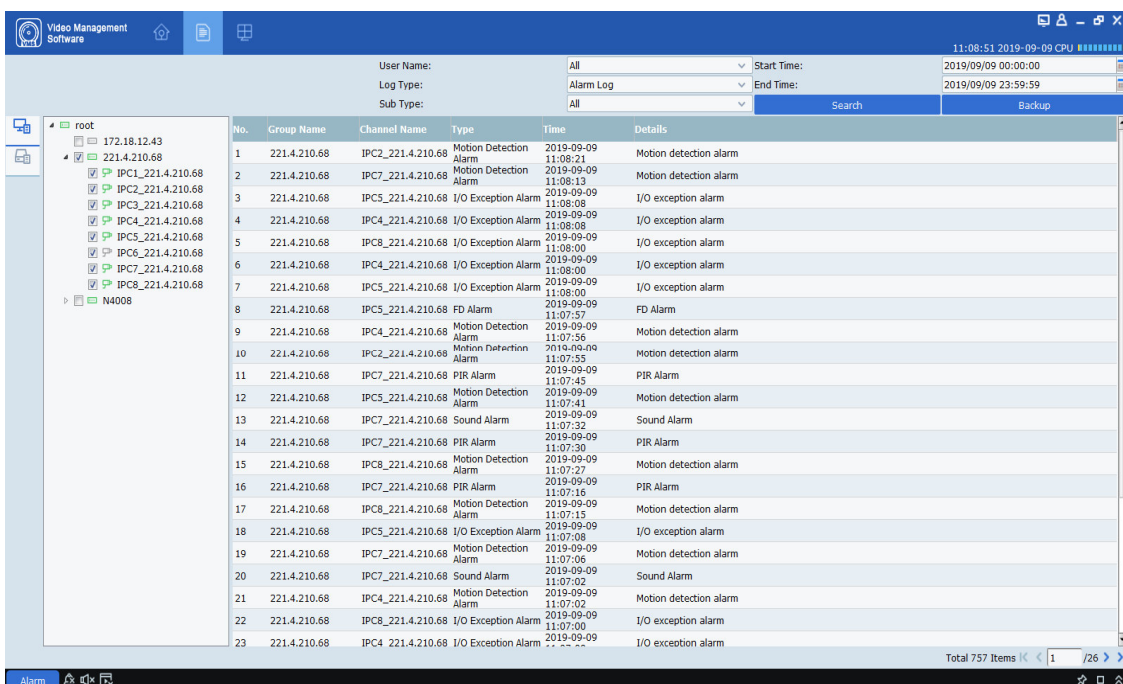 Video Management
Software
11:08:51 2019-09-09 CPU
User Name: All Start Time: 2019/09/09 00:00:00
Log Type: Alarm Log End Time: 2019/09/09 23:59:59
Sub Type: All Search Backup
root
172.18.12.43
221.4.210.68
IPC1_221.4.210.68
IPC2_221.4.210.68
IPC3_221.4.210.68
IPC4_221.4.210.68
IPC5_221.4.210.68
IPC6_221.4.210.68
IPC7_221.4.210.68
IPC8_221.4.210.68
N4008
No. Group Name Channel Name Type Time Details
1 221.4.210.68 IPC2_221.4.210.68 Motion Detection Alarm 2019-09-09 11:08:21 Motion detection alarm
2 221.4.210.68 IPC7_221.4.210.68 Motion Detection Alarm 2019-09-09 11:08:13 Motion detection alarm
3 221.4.210.68 IPC5_221.4.210.68 I/O Exception Alarm 2019-09-09 11:08:08 I/O exception alarm
4 221.4.210.68 IPC4_221.4.210.68 I/O Exception Alarm 2019-09-09 11:08:08 I/O exception alarm
5 221.4.210.68 IPC8_221.4.210.68 I/O Exception Alarm 2019-09-09 11:08:00 I/O exception alarm
6 221.4.210.68 IPC4_221.4.210.68 I/O Exception Alarm 2019-09-09 11:08:00 I/O exception alarm
7 221.4.210.68 IPC5_221.4.210.68 I/O Exception Alarm 2019-09-09 11:08:00 I/O exception alarm
8 221.4.210.68 IPC5_221.4.210.68 FD Alarm 2019-09-09 11:07:57 FD Alarm
9 221.4.210.68 IPC4_221.4.210.68 Motion Detection Alarm 2019-09-09 11:07:56 Motion detection alarm
10 221.4.210.68 IPC2_221.4.210.68 Motion Detection Alarm 2019-09-09 11:07:55 Motion detection alarm
11 221.4.210.68 IPC7_221.4.210.68 PIR Alarm 2019-09-09 11:07:45 PIR Alarm
12 221.4.210.68 IPC5_221.4.210.68 Motion Detection Alarm 2019-09-09 11:07:41 Motion detection alarm
13 221.4.210.68 IPC7_221.4.210.68 Sound Alarm 2019-09-09 11:07:32 Sound Alarm
14 221.4.210.68 IPC7_221.4.210.68 PIR Alarm 2019-09-09 11:07:30 PIR Alarm
15 221.4.210.68 IPC8_221.4.210.68 Motion Detection Alarm 2019-09-09 11:07:27 Motion detection alarm
16 221.4.210.68 IPC7_221.4.210.68 PIR Alarm 2019-09-09 11:07:16 PIR Alarm
17 221.4.210.68 IPC8_221.4.210.68 Motion Detection Alarm 2019-09-09 11:07:15 Motion detection alarm
18 221.4.210.68 IPC5_221.4.210.68 I/O Exception Alarm 2019-09-09 11:07:08 I/O exception alarm
19 221.4.210.68 IPC7_221.4.210.68 Motion Detection Alarm 2019-09-09 11:07:06 Motion detection alarm
20 221.4.210.68 IPC7_221.4.210.68 Sound Alarm 2019-09-09 11:07:02 Sound Alarm
21 221.4.210.68 IPC4_221.4.210.68 Motion Detection Alarm 2019-09-09 11:07:02 Motion detection alarm
22 221.4.210.68 IPC8_221.4.210.68 I/O Exception Alarm 2019-09-09 11:07:00 I/O exception alarm
23 221.4.210.68 IPC4_221.4.210.68 I/O Exception Alarm 2019-09-09 I/O exception alarm
Total 757 Items 1 /26
Alarm